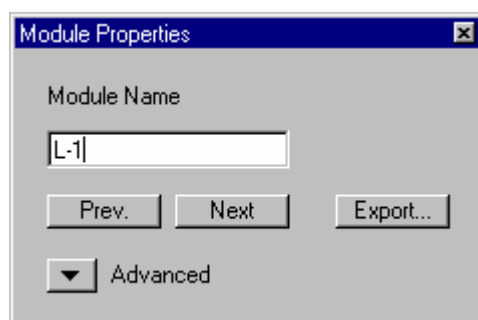 Module Properties
Module Name
L-1
Prev. Next Export...
Advanced